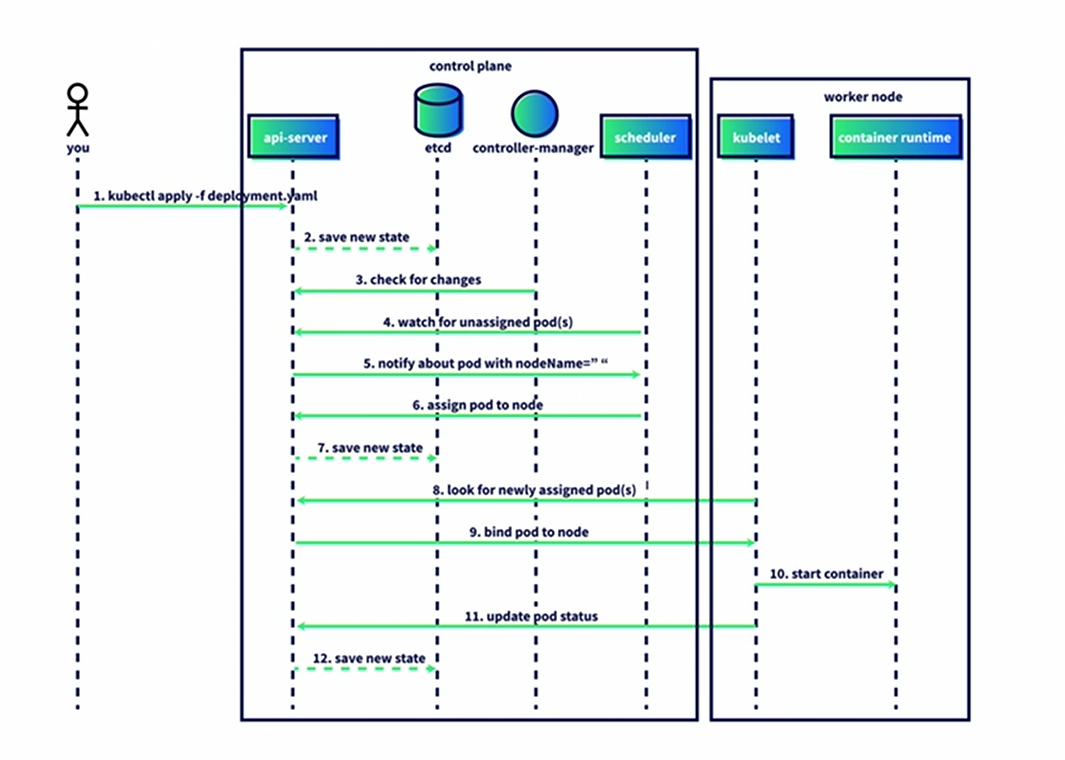 control plane
worker node
api-server
scheduler
kubelet
container runtime
you
etcd
controller-manager
1. kubectl apply -f deployment.yaml
2. save new state
3. check for changes
4. watch for unassigned pod(s)
5. notify about pod with nodeName=” “
6. assign pod to node
7. save new state
8. look for newly assigned pod(s)
9. bind pod to node
10. start container
11. update pod status
12. save new state